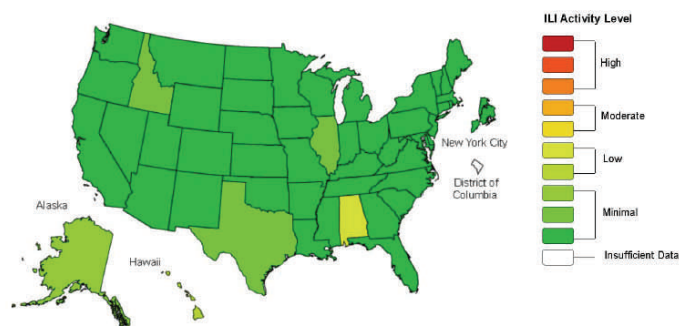 ILI Activity Level
High
Moderate
New York City
Low
District of
Columbia
Alaska
Minimal
Hawaii
Insufficient Data